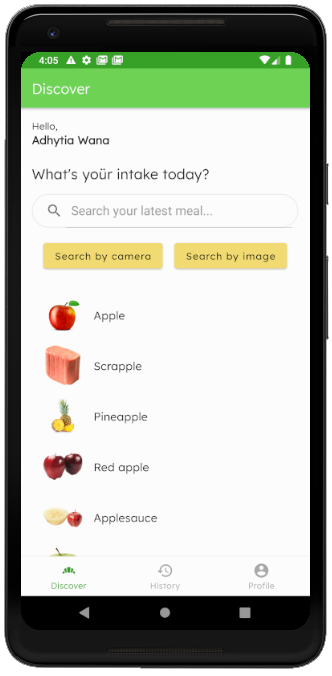 4:05
Discover
Hello,
Adhytia Wana
What's your intake today?
Search your latest meal...
Search by camera
Search by image
Apple
Scrapple
Pineapple
Red apple
Applesauce
Discover
History
Profile